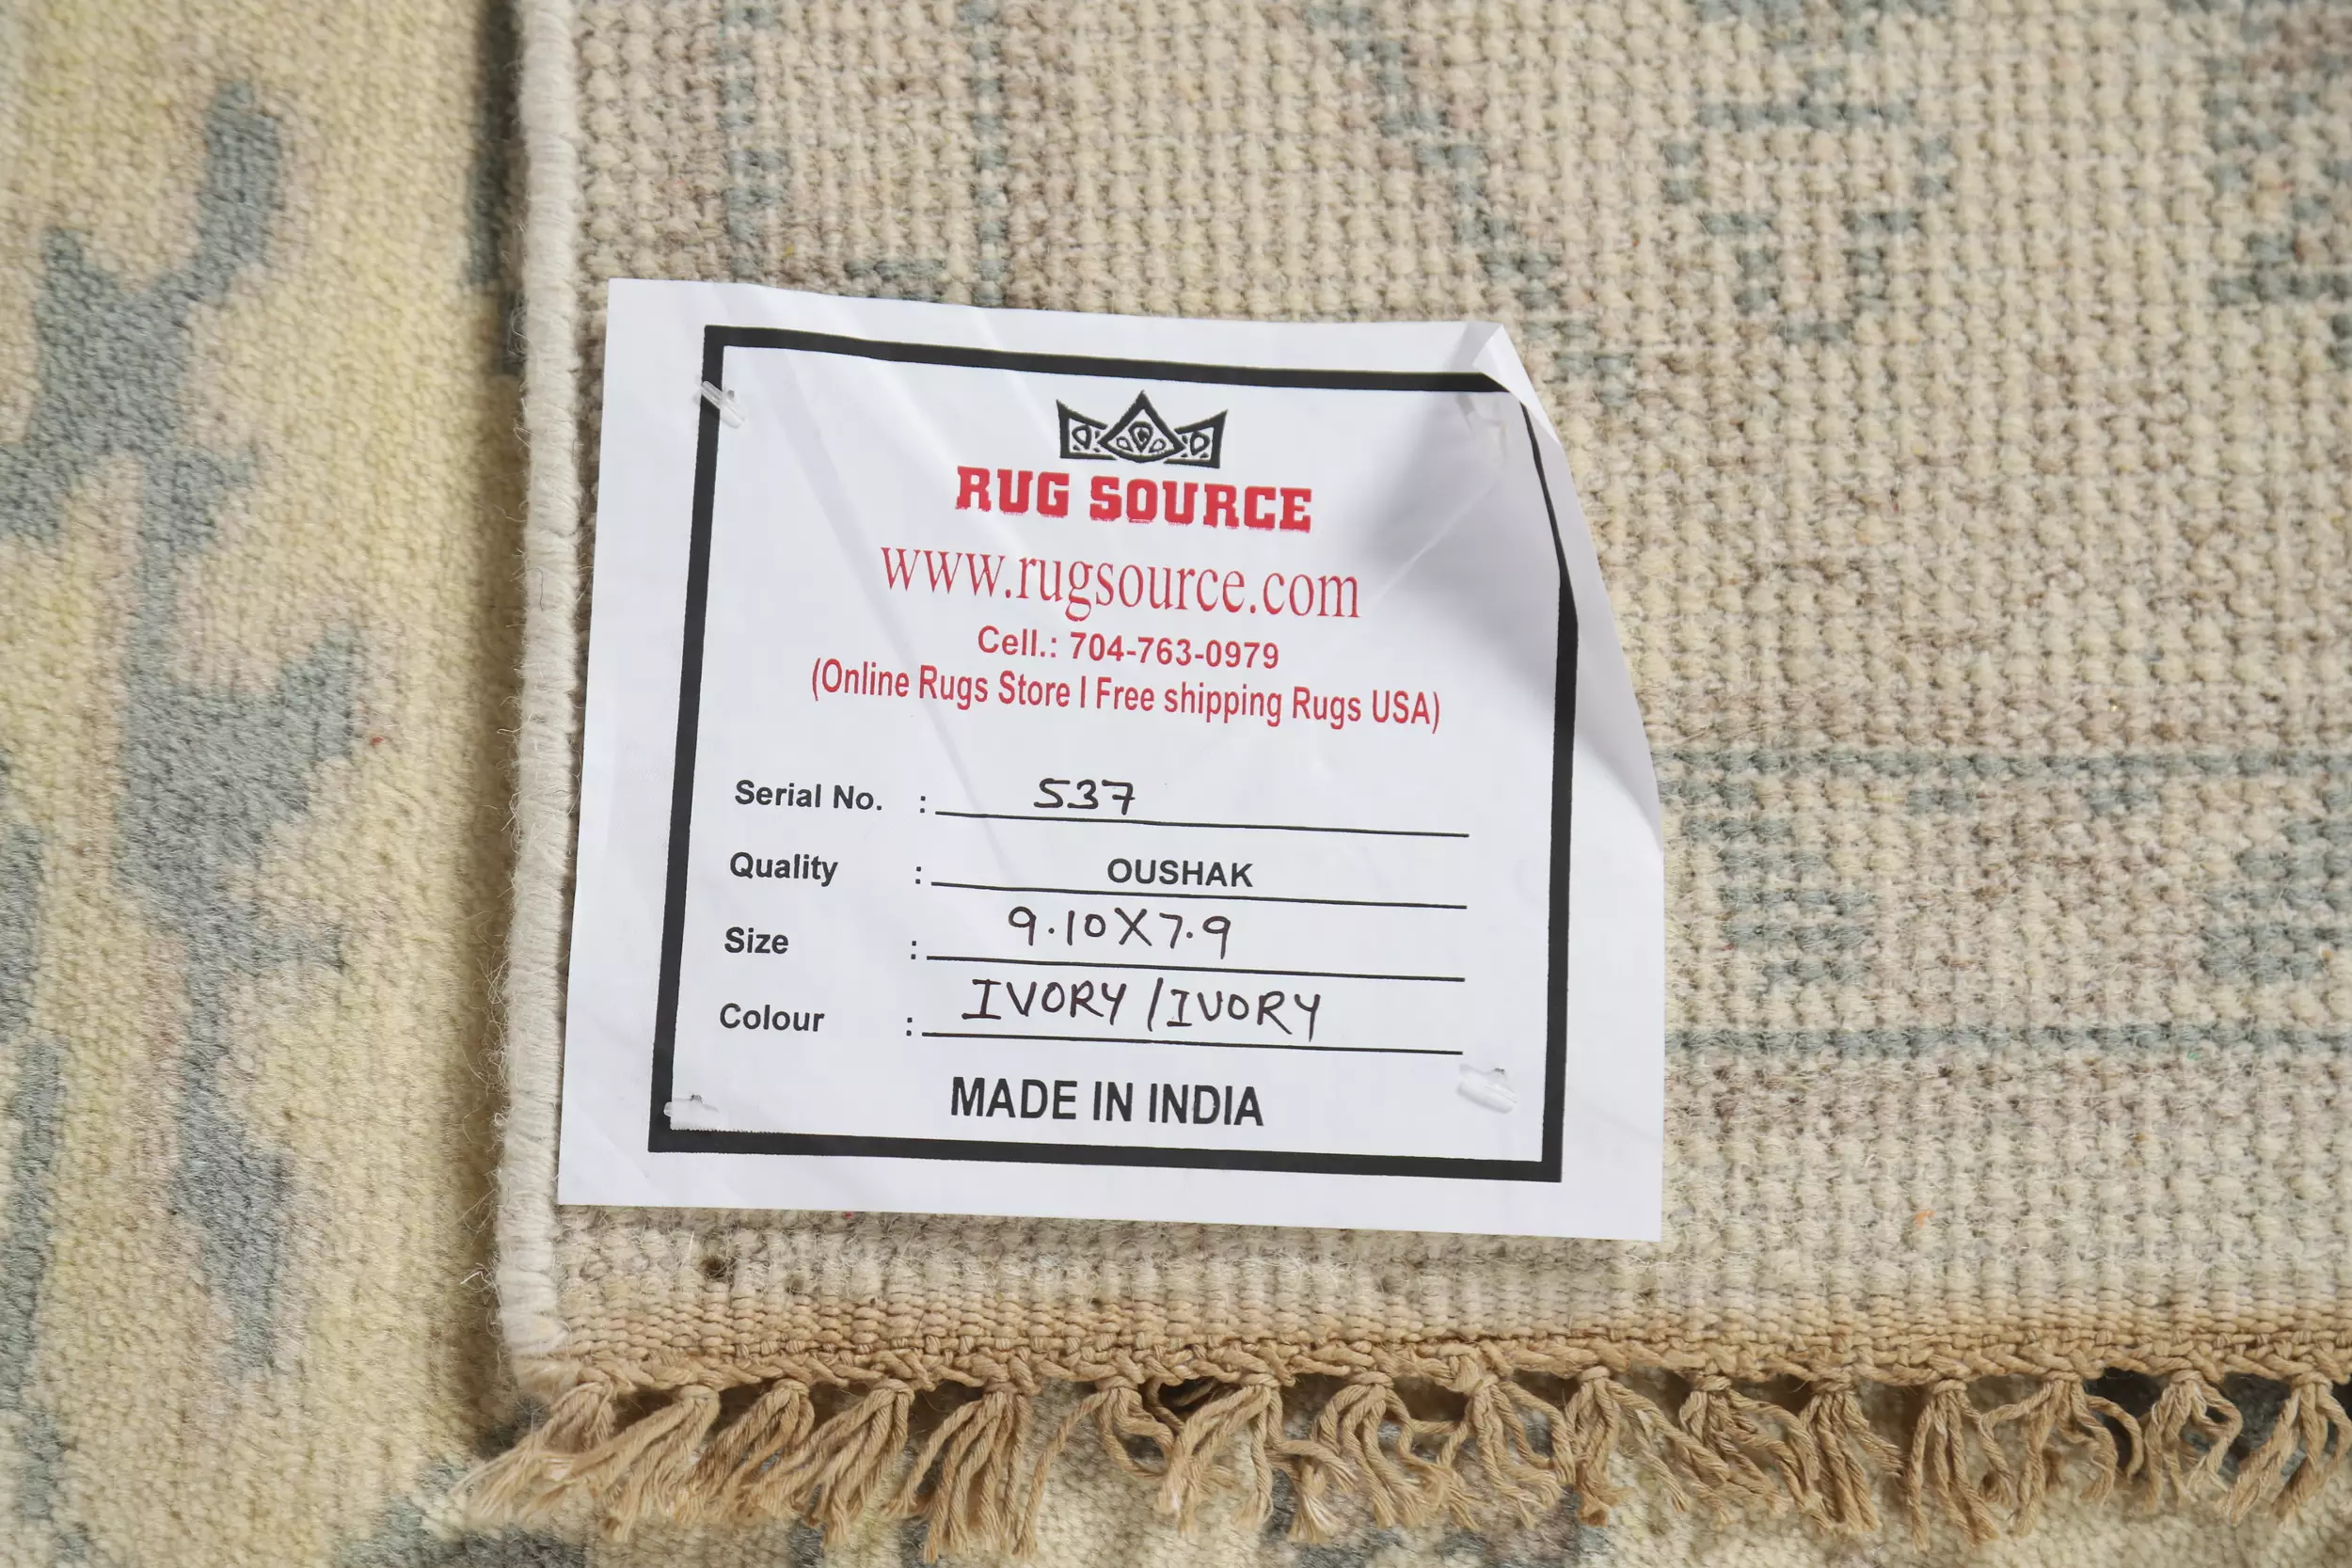 RUG SOURCE
www.rugsource.com
Cell.: 704-763-0979
(Online Rugs Store I Free shipping Rugs USA)
Serial No. : 537
Quality : OUSHAK
Size : 9.10X7.9
Colour : IVORY/IVORY
MADE IN INDIA